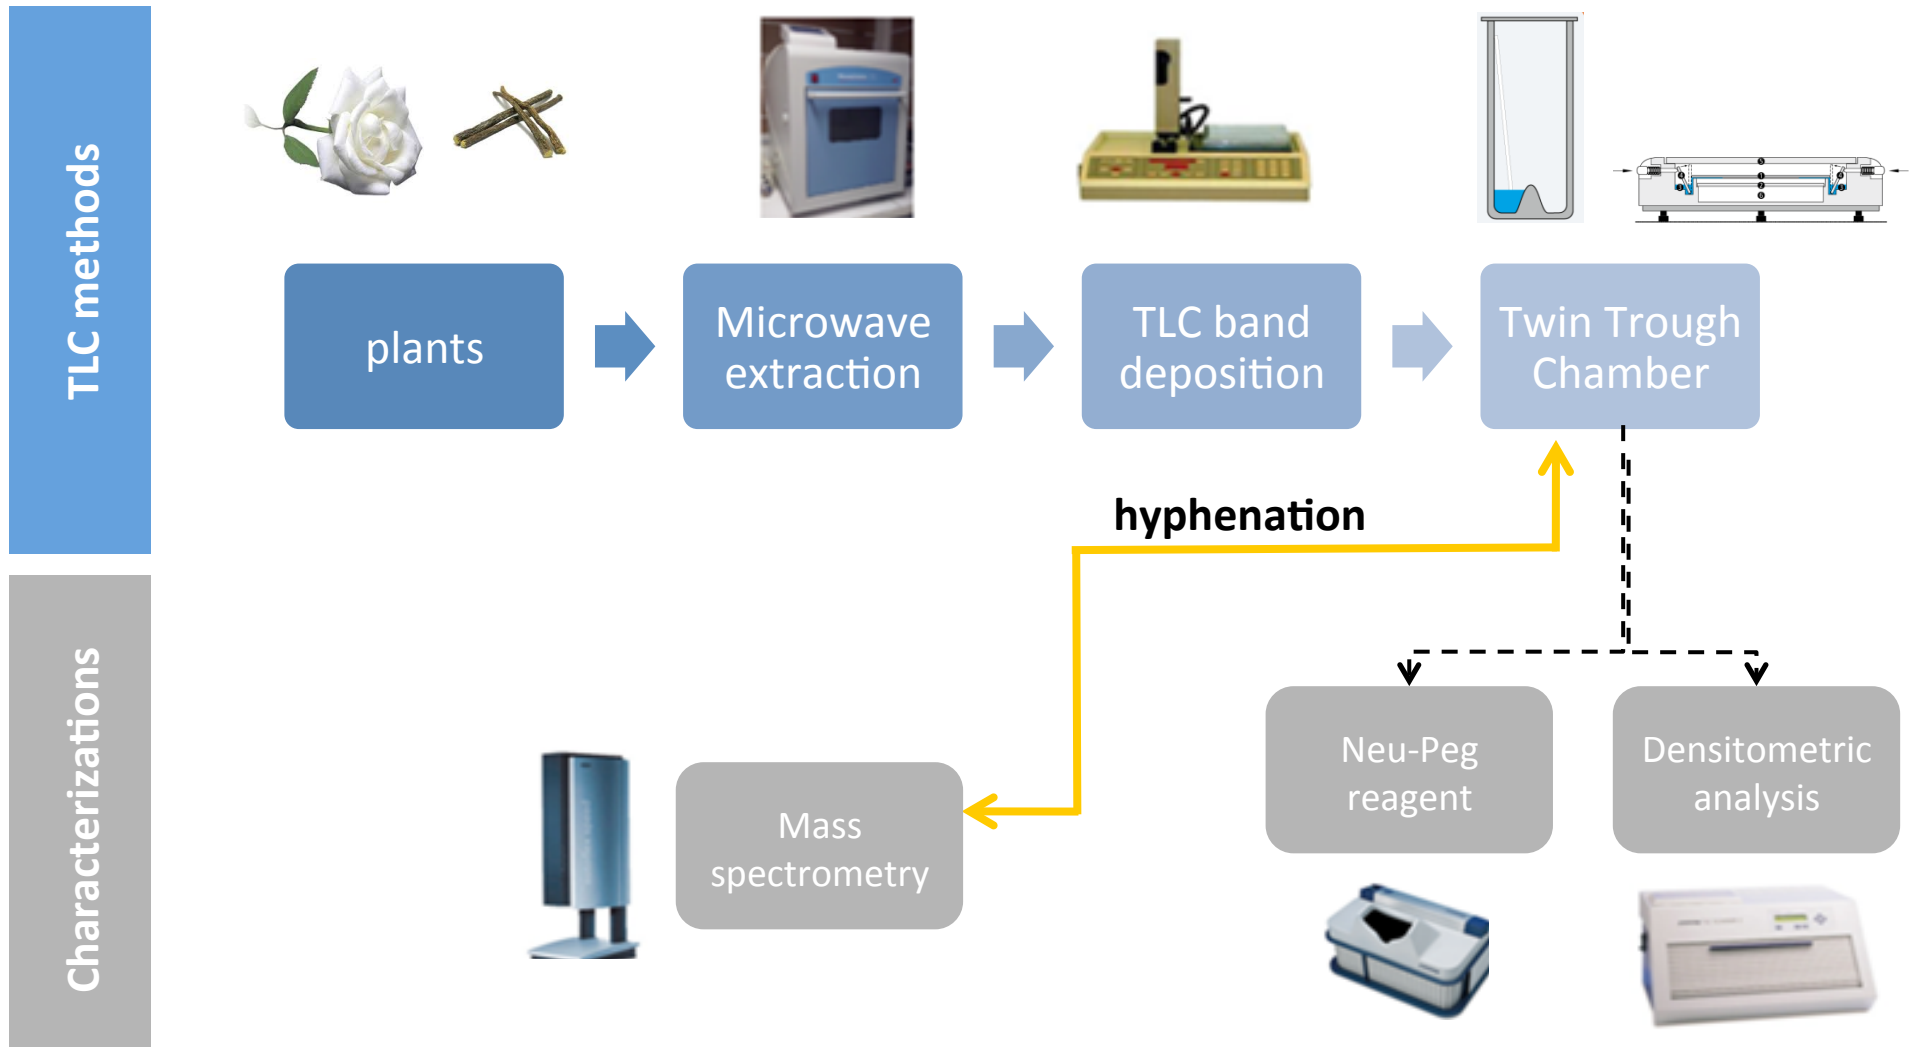 TLC methods
plants
Microwave
extraction
TLC band
deposition
Twin Trough
Chamber
hyphenation
Characterizations
Mass
spectrometry
Neu-Peg
reagent
Densitometric
analysis